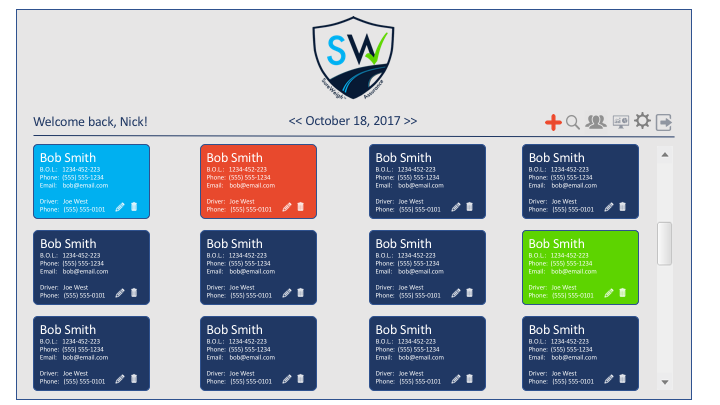 SW
SureWeigh™ Assurance
Welcome back, Nick!
<< October 18, 2017 >>
Bob Smith
B.O.L.: 1234-452-223
Phone: (555) 555-1234
Email: bob@email.com
Driver: Joe West
Phone: (555) 555-0101
Bob Smith
B.O.L.: 1234-452-223
Phone: (555) 555-1234
Email: bob@email.com
Driver: Joe West
Phone: (555) 555-0101
Bob Smith
B.O.L.: 1234-452-223
Phone: (555) 555-1234
Email: bob@email.com
Driver: Joe West
Phone: (555) 555-0101
Bob Smith
B.O.L.: 1234-452-223
Phone: (555) 555-1234
Email: bob@email.com
Driver: Joe West
Phone: (555) 555-0101
Bob Smith
B.O.L.: 1234-452-223
Phone: (555) 555-1234
Email: bob@email.com
Driver: Joe West
Phone: (555) 555-0101
Bob Smith
B.O.L.: 1234-452-223
Phone: (555) 555-1234
Email: bob@email.com
Driver: Joe West
Phone: (555) 555-0101
Bob Smith
B.O.L.: 1234-452-223
Phone: (555) 555-1234
Email: bob@email.com
Driver: Joe West
Phone: (555) 555-0101
Bob Smith
B.O.L.: 1234-452-223
Phone: (555) 555-1234
Email: bob@email.com
Driver: Joe West
Phone: (555) 555-0101
Bob Smith
B.O.L.: 1234-452-223
Phone: (555) 555-1234
Email: bob@email.com
Driver: Joe West
Phone: (555) 555-0101
Bob Smith
B.O.L.: 1234-452-223
Phone: (555) 555-1234
Email: bob@email.com
Driver: Joe West
Phone: (555) 555-0101
Bob Smith
B.O.L.: 1234-452-223
Phone: (555) 555-1234
Email: bob@email.com
Driver: Joe West
Phone: (555) 555-0101
Bob Smith
B.O.L.: 1234-452-223
Phone: (555) 555-1234
Email: bob@email.com
Driver: Joe West
Phone: (555) 555-0101